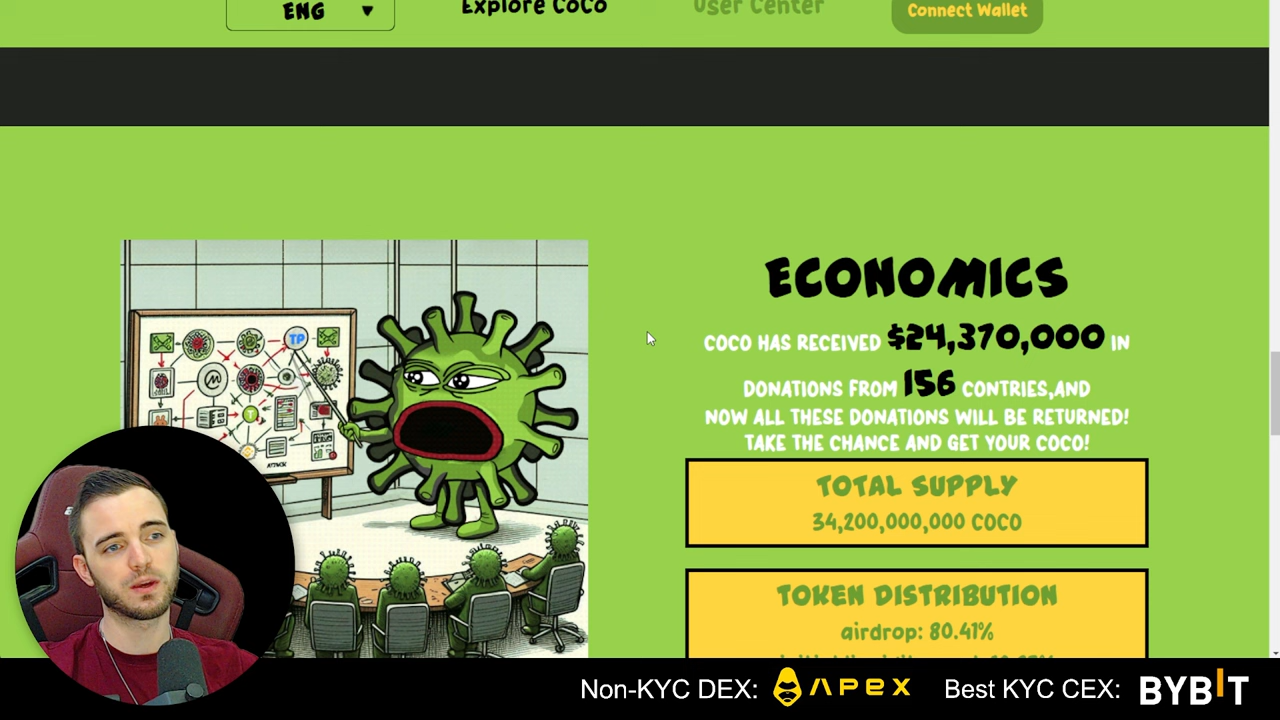 ENG
Explore CoCo
User Center
Connect Wallet
ECONOMICS
COCO HAS RECEIVED $24,370,000 IN
DONATIONS FROM 156 CONTRIES,AND
NOW ALL THESE DONATIONS WILL BE RETURNED!
TAKE THE CHANCE AND GET YOUR COCO!
TOTAL SUPPLY
34,200,000,000 COCO
TOKEN DISTRIBUTION
airdrop: 80.41%
TP
ATTACK
Non-KYC DEX: APEX Best KYC CEX: BYBIT